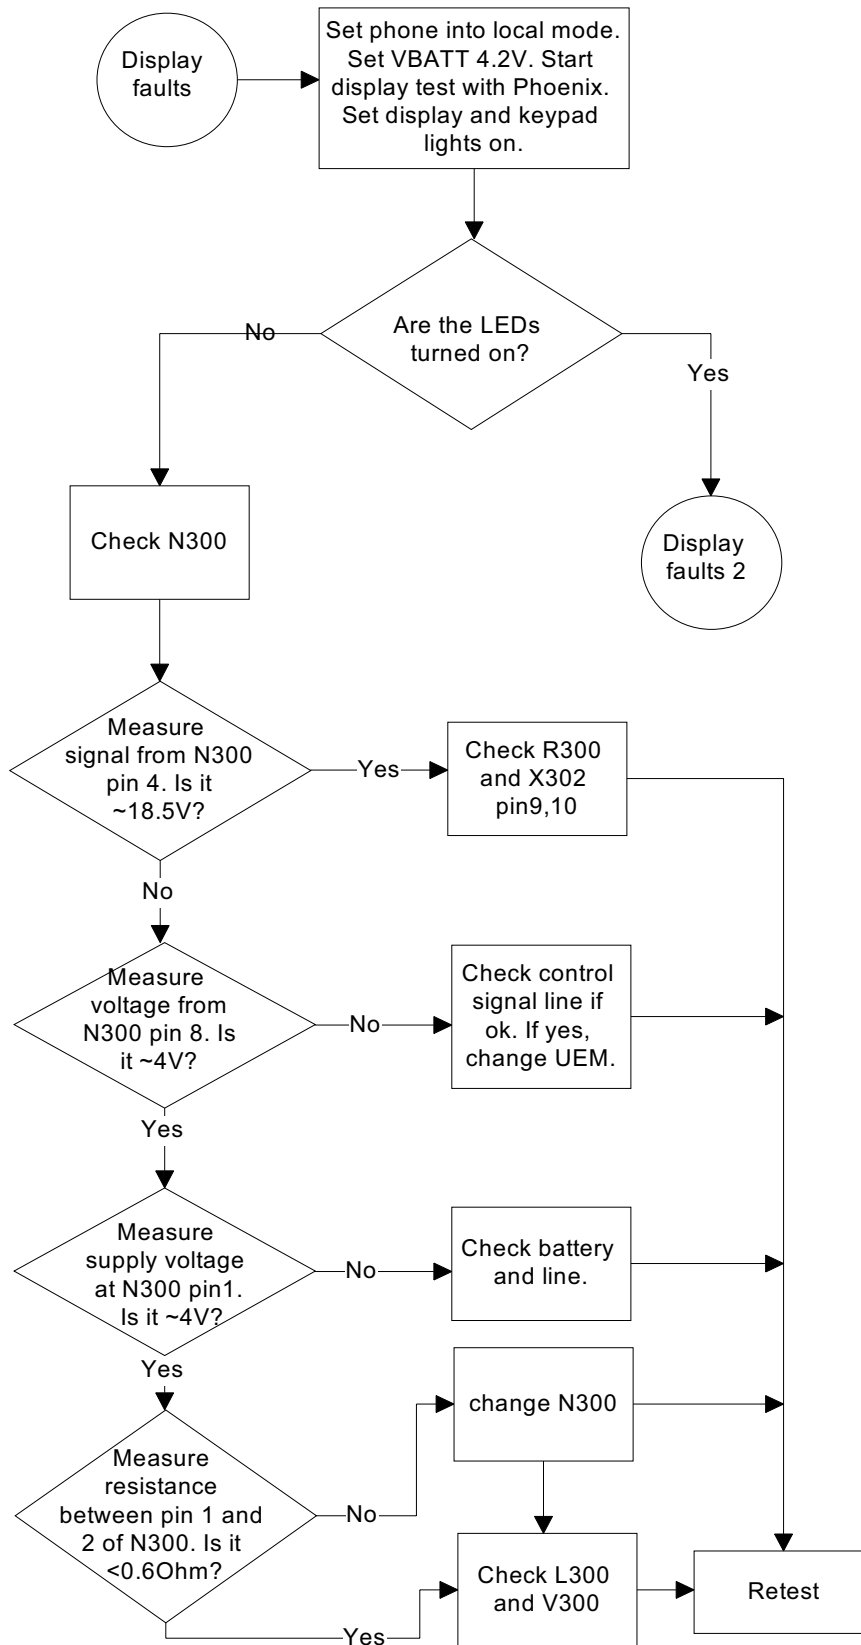 Display
faults
Set phone into local mode.
Set VBATT 4.2V. Start
display test with Phoenix.
Set display and keypad
lights on.
Are the LEDs
turned on?
No
Yes
Check N300
Display
faults 2
Measure
signal from N300
pin 4. Is it
~18.5V?
Yes
Check R300
and X302
pin9,10
No
Measure
voltage from
N300 pin 8. Is
it ~4V?
No
Check control
signal line if
ok. If yes,
change UEM.
Yes
Measure
supply voltage
at N300 pin1.
Is it ~4V?
No
Check battery
and line.
Yes
Measure
resistance
between pin 1 and
2 of N300. Is it
<0.6Ohm?
No
change N300
Yes
Check L300
and V300
Retest